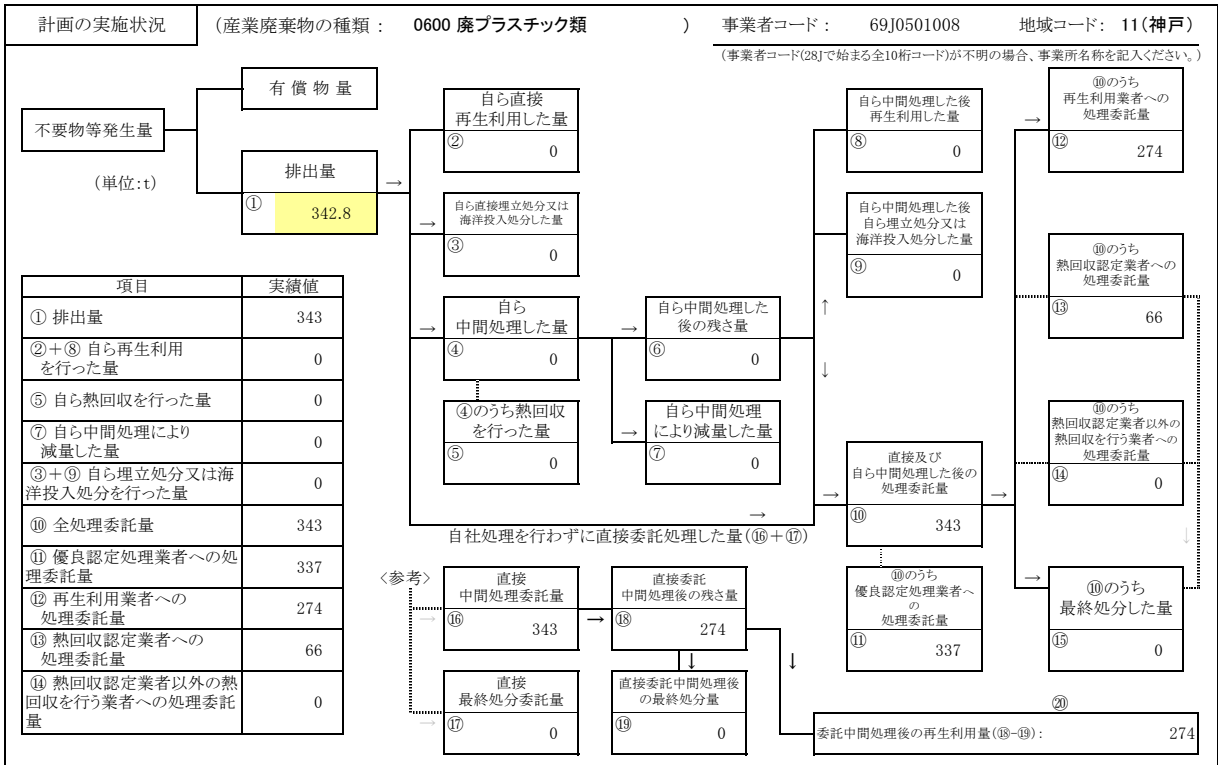 計画の実施状況 (産業廃棄物の種類： 0600 廃プラスチック類 ) 事業者コード： 69J0501008 地域コード： 11(神戸)
(事業者コード(28Jで始まる全10桁コード)が不明の場合、事業所名称を記入ください。)
不要物等発生量
(単位:t)
有 償 物 量
排出量
→
① 342.8
自ら直接
再生利用した量
② 0
→
自ら直接埋立処分又は
海洋投入処分した量
③ 0
→
自ら
中間処理した量
④ 0
④のうち熱回収
を行った量
⑤ 0
→
自ら中間処理した
後の残さ量
⑥ 0
→
自ら中間処理
により減量した量
⑦ 0
自ら中間処理した後
再生利用した量
⑧ 0
自ら中間処理した後
自ら埋立処分又は
海洋投入処分した量
⑨ 0
↑
↓
→
直接及び
自ら中間処理した後の
処理委託量
⑩ 343
→
⑩のうち
優良認定処理業者へ
の
処理委託量
⑪ 337
→
⑩のうち
再生利用業者への
処理委託量
⑫ 274
⑩のうち
熱回収認定業者への
処理委託量
⑬ 66
⑩のうち
熱回収認定業者以外の
熱回収を行う業者への
処理委託量
⑭ 0
↓
→
⑩のうち
最終処分した量
⑮ 0
項目 実績値
① 排出量 343
②＋⑧ 自ら再生利用
を行った量 0
⑤ 自ら熱回収を行った量 0
⑦ 自ら中間処理により
減量した量 0
③＋⑨ 自ら埋立処分又は海
洋投入処分を行った量 0
⑩ 全処理委託量 343
⑪ 優良認定処理業者への処
理委託量 337
⑫ 再生利用業者への
処理委託量 274
⑬ 熱回収認定業者への
処理委託量 66
⑭ 熱回収認定業者以外の熱
回収を行う業者への処理委託
量 0
→
自社処理を行わずに直接委託処理した量(⑯＋⑰)
〈参考〉
→
直接
中間処理委託量
⑯ 343
→
直接委託
中間処理後の残さ量
⑱ 274
↓
↓
→
直接
最終処分委託量
⑰ 0
直接委託中間処理後
の最終処分量
⑲ 0
⑳
委託中間処理後の再生利用量(⑱-⑲)： 274